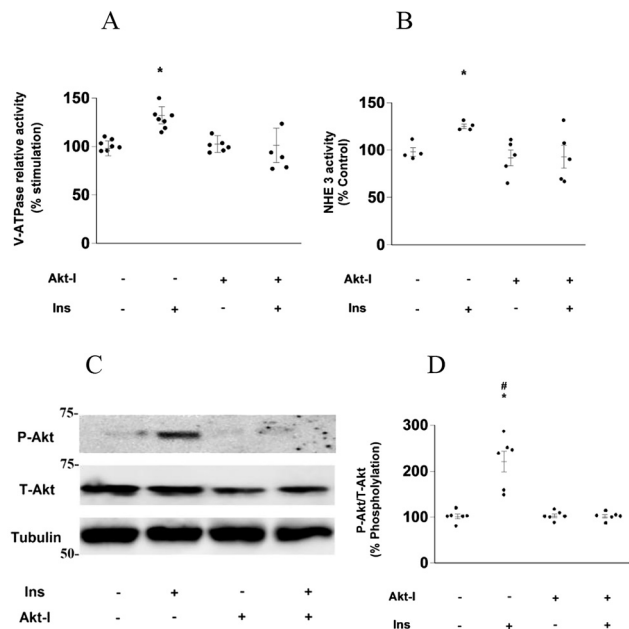 A
*
150
100
50
0
V-ATPase relative activity
(% stimulation)
Akt-I - - + +
Ins - + - +
B
*
150
100
50
0
NHE 3 activity
(% Control)
Akt-I - - + +
Ins - + - +
C
75-
P-Akt
75-
T-Akt
Tubulin
50-
Ins - + - +
Akt-I - - + +
D
#
*
300
200
100
0
P-Akt/T-Akt
(% Phospholylation)
Akt-I - - + +
Ins - + - +